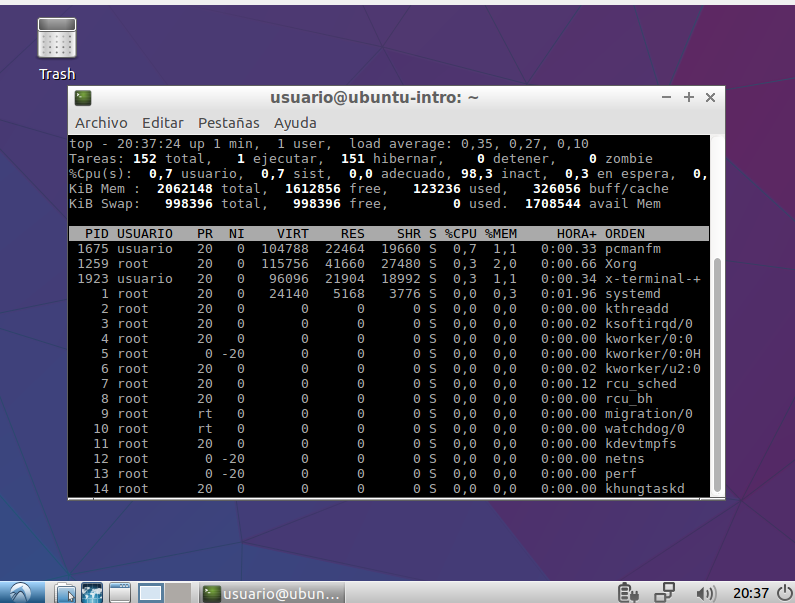 Trash
usuario@ubuntu-intro: ~
Archivo Editar Pestañas Ayuda
top - 20:37:24 up 1 min,  1 user,  load average: 0,35, 0,27, 0,10
Tareas: 152 total,   1 ejecutar, 151 hibernar,   0 detener,   0 zombie
%Cpu(s):  0,7 usuario,  0,7 sist,  0,0 adecuado, 98,3 inact,  0,3 en espera,  0,
KiB Mem :  2062148 total,  1612856 free,   123236 used,   326056 buff/cache
KiB Swap:   998396 total,   998396 free,        0 used.  1708544 avail Mem
PID USUARIO PR NI VIRT RES SHR S %CPU %MEM HORA+ ORDEN
1675 usuario 20 0 104788 22464 19660 S 0,7 1,1 0:00.33 pcmanfm
1259 root 20 0 115756 41660 27480 S 0,3 2,0 0:00.66 Xorg
1923 usuario 20 0 96096 21904 18992 S 0,3 1,1 0:00.34 x-terminal-+
1 root 20 0 24140 5168 3776 S 0,0 0,3 0:01.96 systemd
2 root 20 0 0 0 0 S 0,0 0,0 0:00.00 kthreadd
3 root 20 0 0 0 0 S 0,0 0,0 0:00.02 ksoftirqd/0
4 root 20 0 0 0 0 S 0,0 0,0 0:00.00 kworker/0:0
5 root 0 -20 0 0 0 S 0,0 0,0 0:00.00 kworker/0:0H
6 root 20 0 0 0 0 S 0,0 0,0 0:00.02 kworker/u2:0
7 root 20 0 0 0 0 S 0,0 0,0 0:00.12 rcu_sched
8 root 20 0 0 0 0 S 0,0 0,0 0:00.00 rcu_bh
9 root rt 0 0 0 0 S 0,0 0,0 0:00.00 migration/0
10 root rt 0 0 0 0 S 0,0 0,0 0:00.00 watchdog/0
11 root 20 0 0 0 0 S 0,0 0,0 0:00.00 kdevtmpfs
12 root 0 -20 0 0 0 S 0,0 0,0 0:00.00 netns
13 root 0 -20 0 0 0 S 0,0 0,0 0:00.00 perf
14 root 20 0 0 0 0 S 0,0 0,0 0:00.00 khungtaskd
usuario@ubun... 20:37